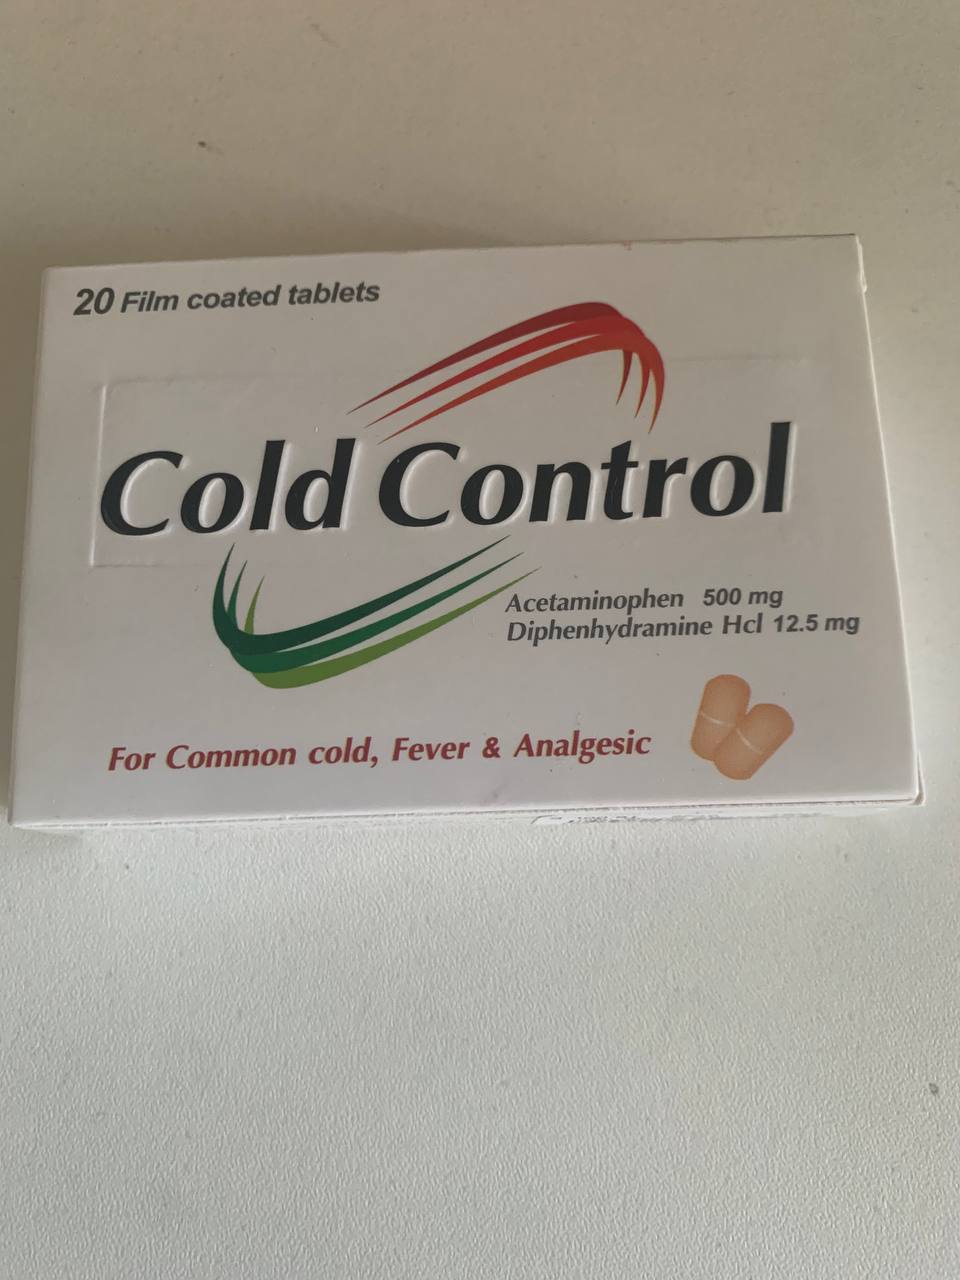 20 Film coated tablets
Cold Control
Acetaminophen 500 mg
Diphenhydramine Hcl 12.5 mg
For Common cold, Fever & Analgesic